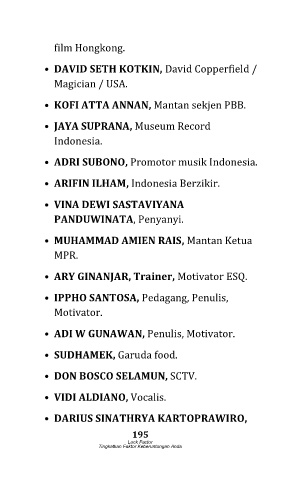 film Hongkong.
• DAVID SETH KOTKIN, David Copperfield /
Magician / USA.
• KOFI ATTA ANNAN, Mantan sekjen PBB.
• JAYA SUPRANA, Museum Record
Indonesia.
• ADRI SUBONO, Promotor musik Indonesia.
• ARIFIN ILHAM, Indonesia Berzikir.
• VINA DEWI SASTAVIYANA
PANDUWINATA, Penyanyi.
• MUHAMMAD AMIEN RAIS, Mantan Ketua
MPR.
• ARY GINANJAR, Trainer, Motivator ESQ.
• IPPHO SANTOSA, Pedagang, Penulis,
Motivator.
• ADI W GUNAWAN, Penulis, Motivator.
• SUDHAMEK, Garuda food.
• DON BOSCO SELAMUN, SCTV.
• VIDI ALDIANO, Vocalis.
• DARIUS SINATHRYA KARTOPRAWIRO,
195
Luck Factor
Tingkatkan Faktor Keberuntungan Anda